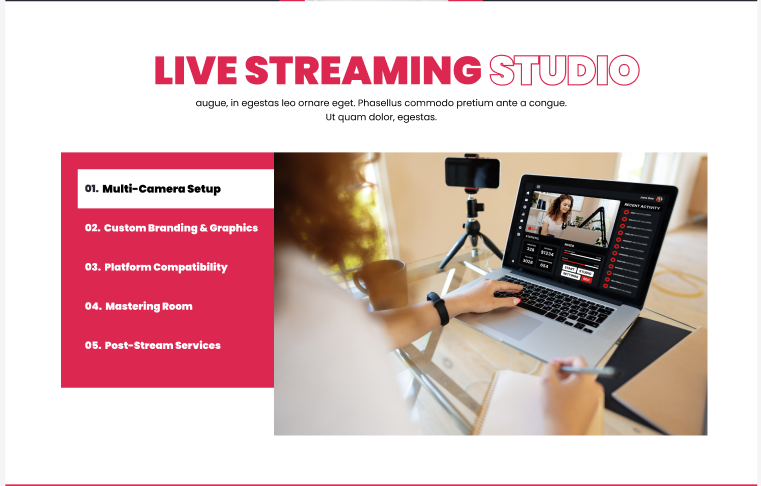 LIVE STREAMING STUDIO
augue, in egestas leo ornare eget. Phasellus commodo pretium ante a congue.
Ut quam dolor, egestas.
01. Multi-Camera Setup
02. Custom Branding & Graphics
03. Platform Compatibility
04. Mastering Room
05. Post-Stream Services
RECENT ACTIVITY